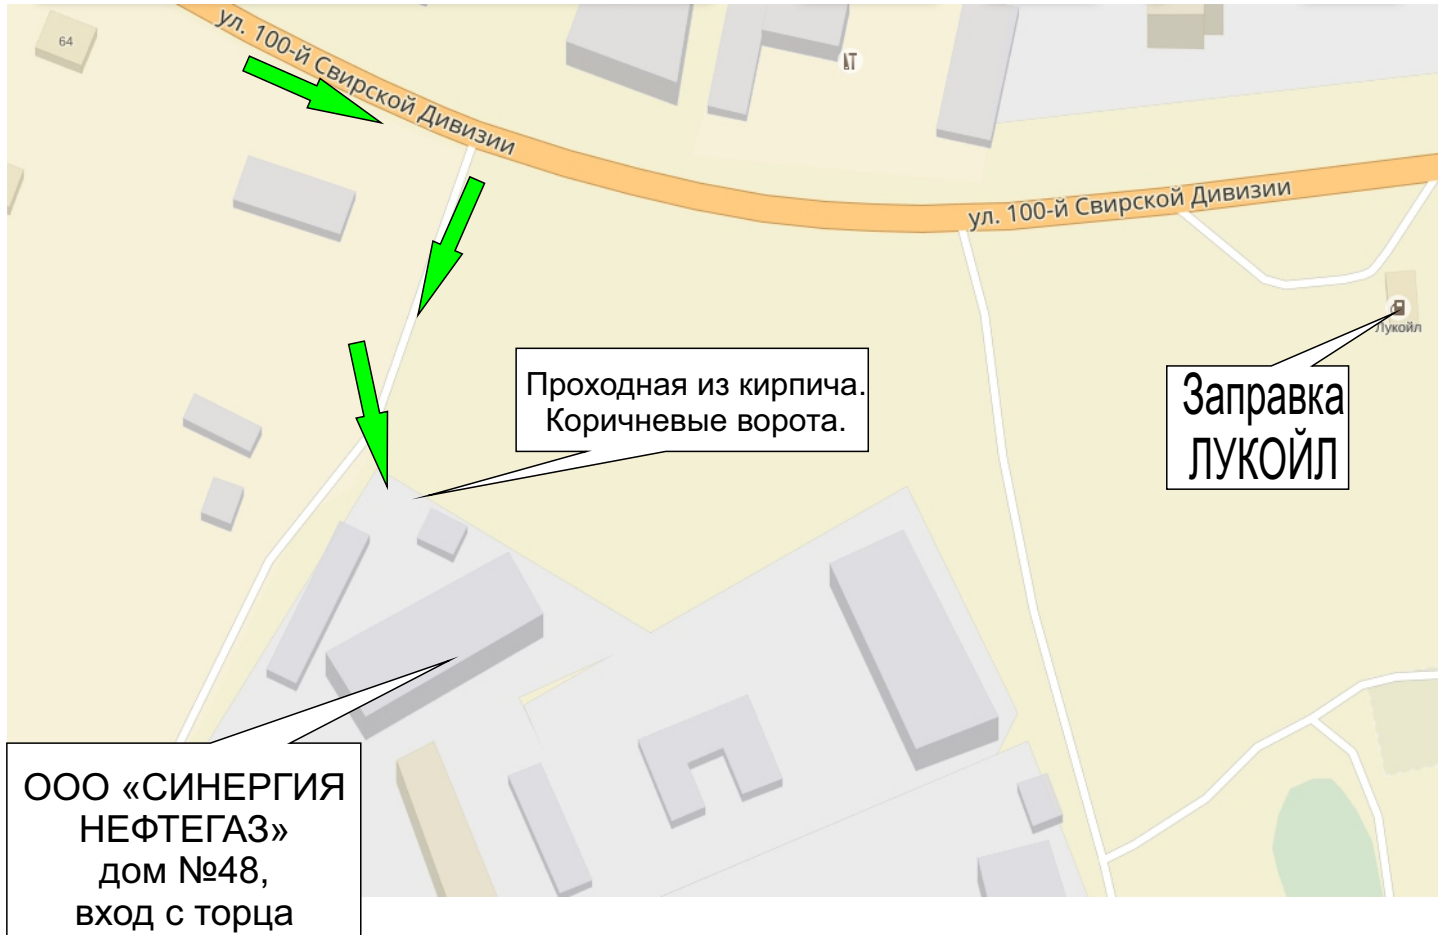 ул. 100-й Свирской Дивизии
64
ул. 100-й Свирской Дивизии
Лукойл
Проходная из кирпича.
Коричневые ворота.
Заправка
ЛУКОЙЛ
ООО «СИНЕРГИЯ
НЕФТЕГАЗ»
дом №48,
вход с торца